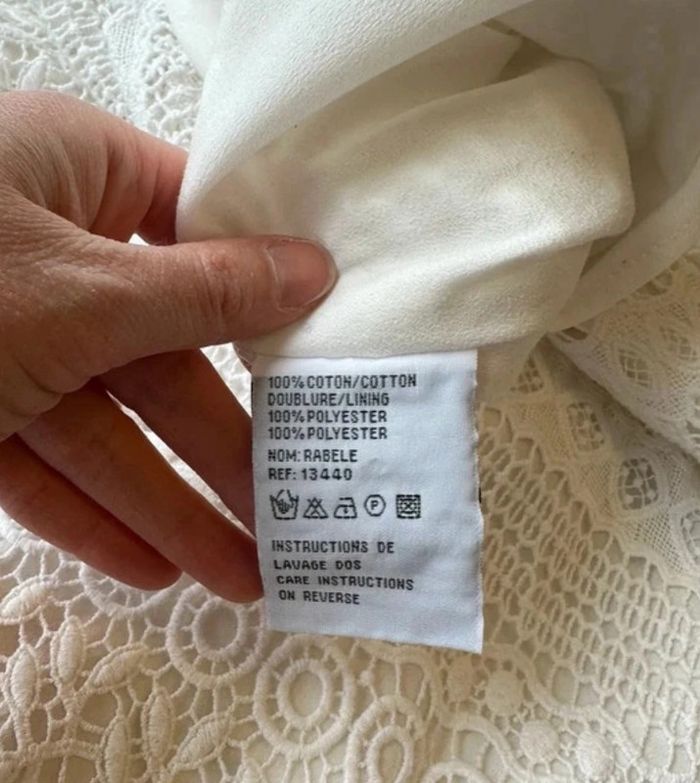 100% COTON/COTTON
DOUBLURE/LINING
100% POLYESTER
100% POLYESTER
NOM: RABELE
REF: 13440
P
INSTRUCTIONS DE
LAVAGE DOS
CARE INSTRUCTIONS
ON REVERSE